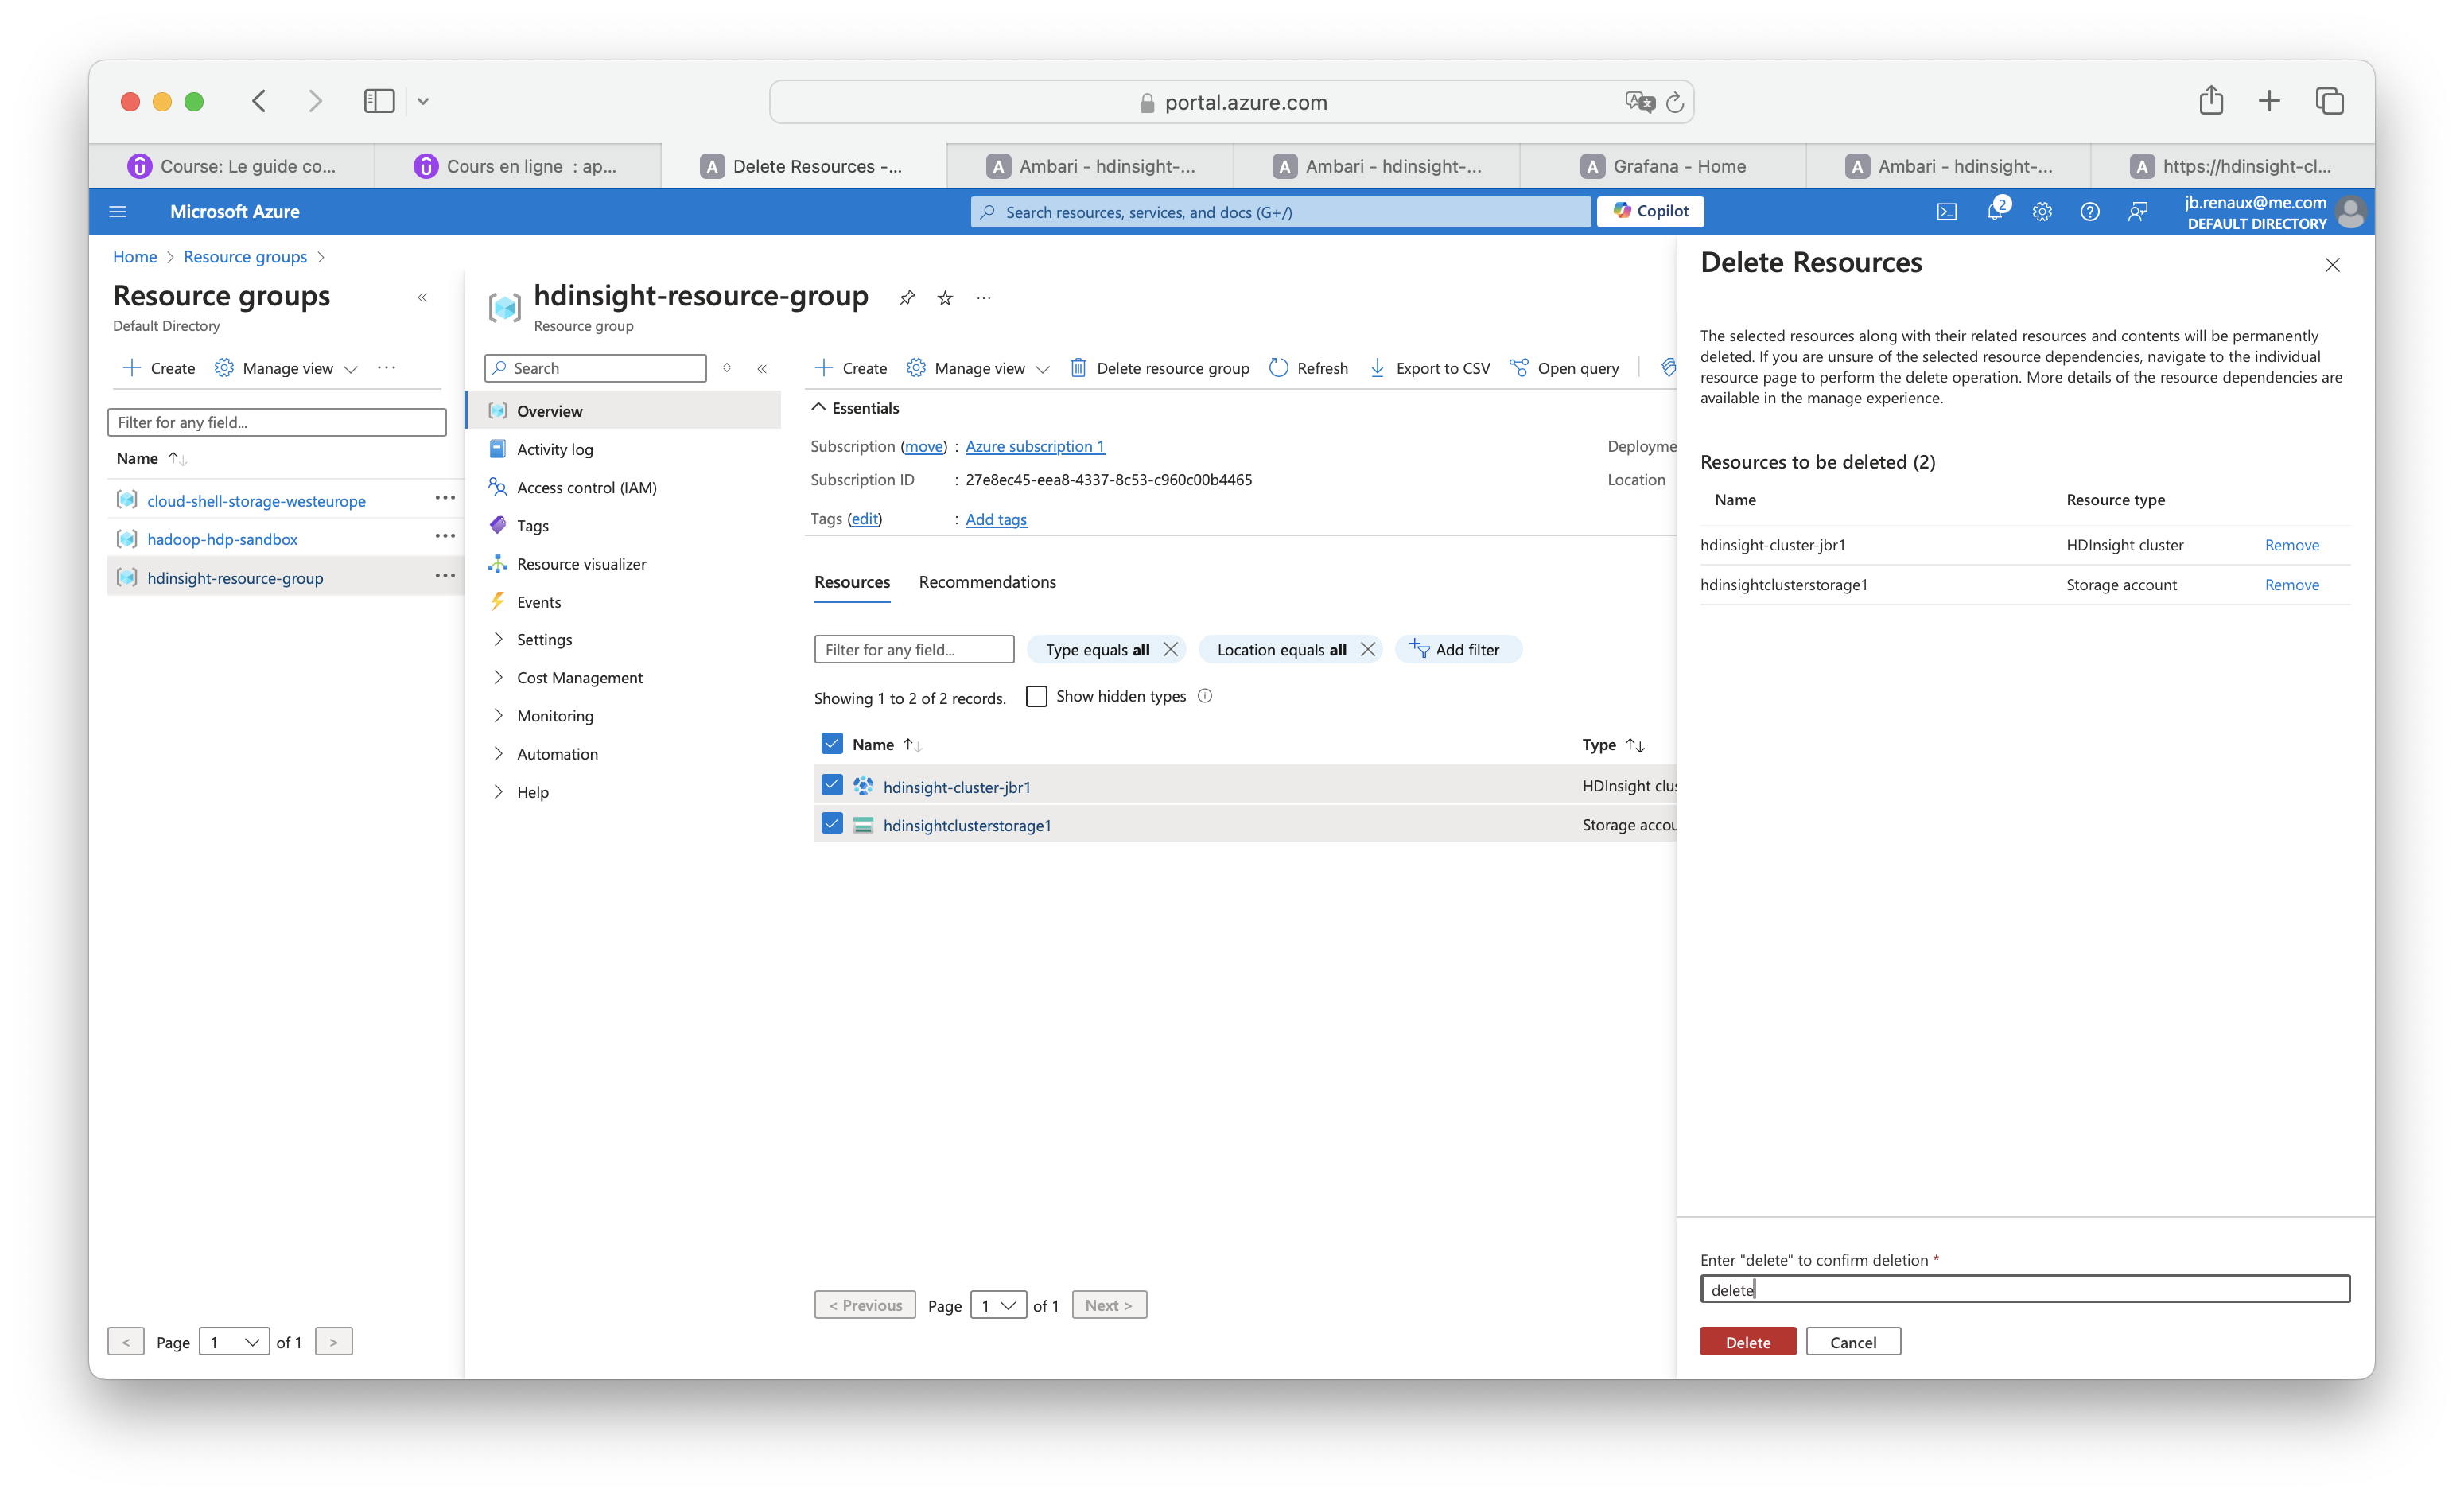 portal.azure.com
Course: Le guide co...
Cours en ligne : ap...
Delete Resources -...
Ambari - hdinsight-...
Ambari - hdinsight-...
Grafana - Home
Ambari - hdinsight-...
https://hdinsight-cl...
Microsoft Azure
Search resources, services, and docs (G+/)
Copilot
2
jb.renaux@me.com
DEFAULT DIRECTORY
Home > Resource groups >
Resource groups
Default Directory
Create
Manage view
Filter for any field...
Name
cloud-shell-storage-westeurope
hadoop-hdp-sandbox
hdinsight-resource-group
< Page 1 of 1 >
hdinsight-resource-group
Resource group
Search
Overview
Activity log
Access control (IAM)
Tags
Resource visualizer
Events
Settings
Cost Management
Monitoring
Automation
Help
Create
Manage view
Delete resource group
Refresh
Export to CSV
Open query
Essentials
Subscription (move) : Azure subscription 1
Subscription ID : 27e8ec45-eea8-4337-8c53-c960c00b4465
Tags (edit) : Add tags
Deployme
Location
Resources
Recommendations
Filter for any field...
Type equals all
Location equals all
Add filter
Showing 1 to 2 of 2 records.
Show hidden types
Name Type
hdinsight-cluster-jbr1 HDInsight clus
hdinsightclusterstorage1 Storage accou
< Previous Page 1 of 1 Next >
Delete Resources
The selected resources along with their related resources and contents will be permanently
deleted. If you are unsure of the selected resource dependencies, navigate to the individual
resource page to perform the delete operation. More details of the resource dependencies are
available in the manage experience.
Resources to be deleted (2)
Name Resource type
hdinsight-cluster-jbr1 HDInsight cluster Remove
hdinsightclusterstorage1 Storage account Remove
Enter "delete" to confirm deletion *
delete
Delete
Cancel